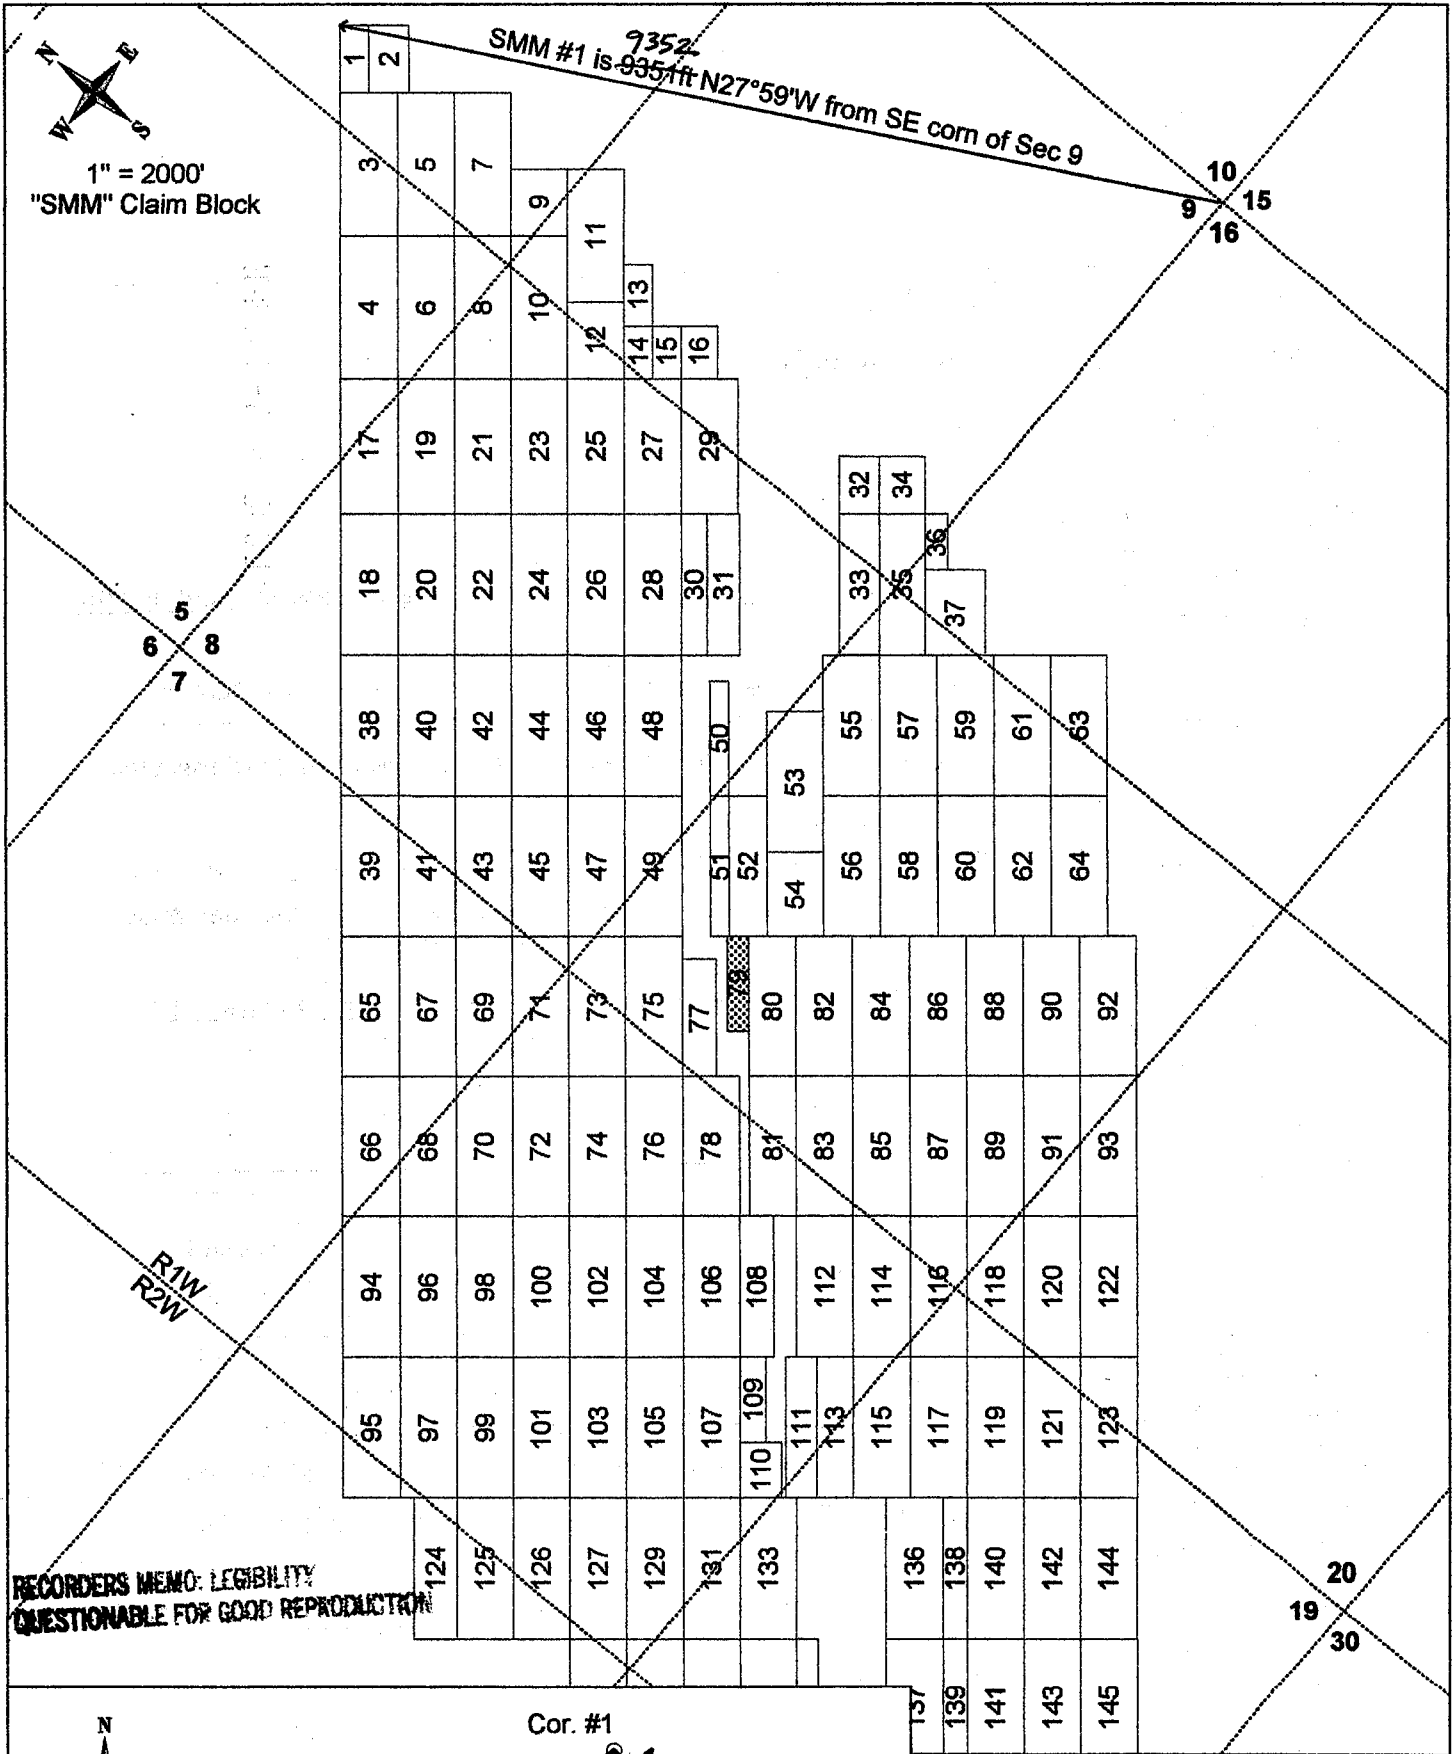 N E
W S
1" = 2000'
"SMM" Claim Block
9352
SMM #1 is 9351ft N27°59'W from SE corn of Sec 9
10
9 15
16
1 2
3 5 7
9
11
4 6 8 10
12
13
14 15 16
17 19 21 23 25 27 29
32 34
18 20 22 24 26 28 30 31
33 35 36
37
5
6 8
7
38 40 42 44 46 48 50
53
55 57 59 61 63
39 41 43 45 47 49 51 52
54
56 58 60 62 64
65 67 69 71 73 75 77 79 80 82 84 86 88 90 92
66 68 70 72 74 76 78 81 83 85 87 89 91 93
R1W
R2W
94 96 98 100 102 104 106 108 112 114 116 118 120 122
95 97 99 101 103 105 107 109 111 113 115 117 119 121 123
110
124 125 126 127 129 131 133 136 138 140 142 144
RECORDERS MEMO: LEGIBILITY
QUESTIONABLE FOR GOOD REPRODUCTION
20
19
30
137 139 141 143 145
N
Cor. #1
1